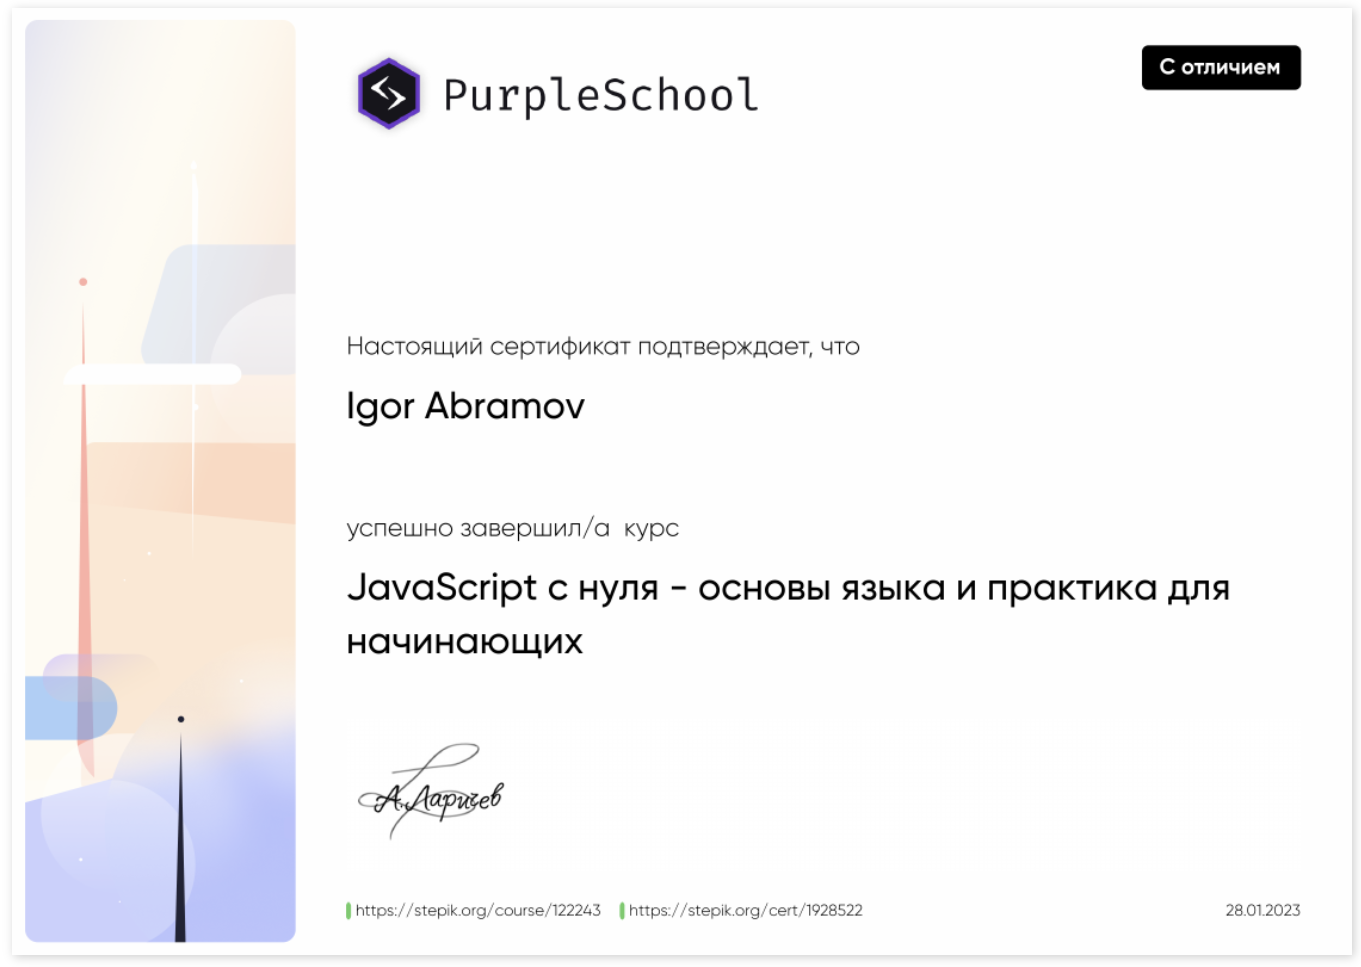 PurpleSchool
С отличием
Настоящий сертификат подтверждает, что
Igor Abramov
успешно завершил/а курс
JavaScript с нуля - основы языка и практика для
начинающих
А. Ларичев
https://stepik.org/course/122243 https://stepik.org/cert/1928522 28.01.2023